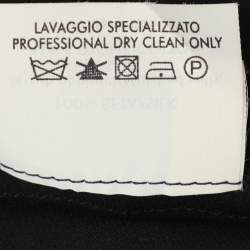 LAVAGGIO SPECIALIZZATO
PROFESSIONAL DRY CLEAN ONLY
P